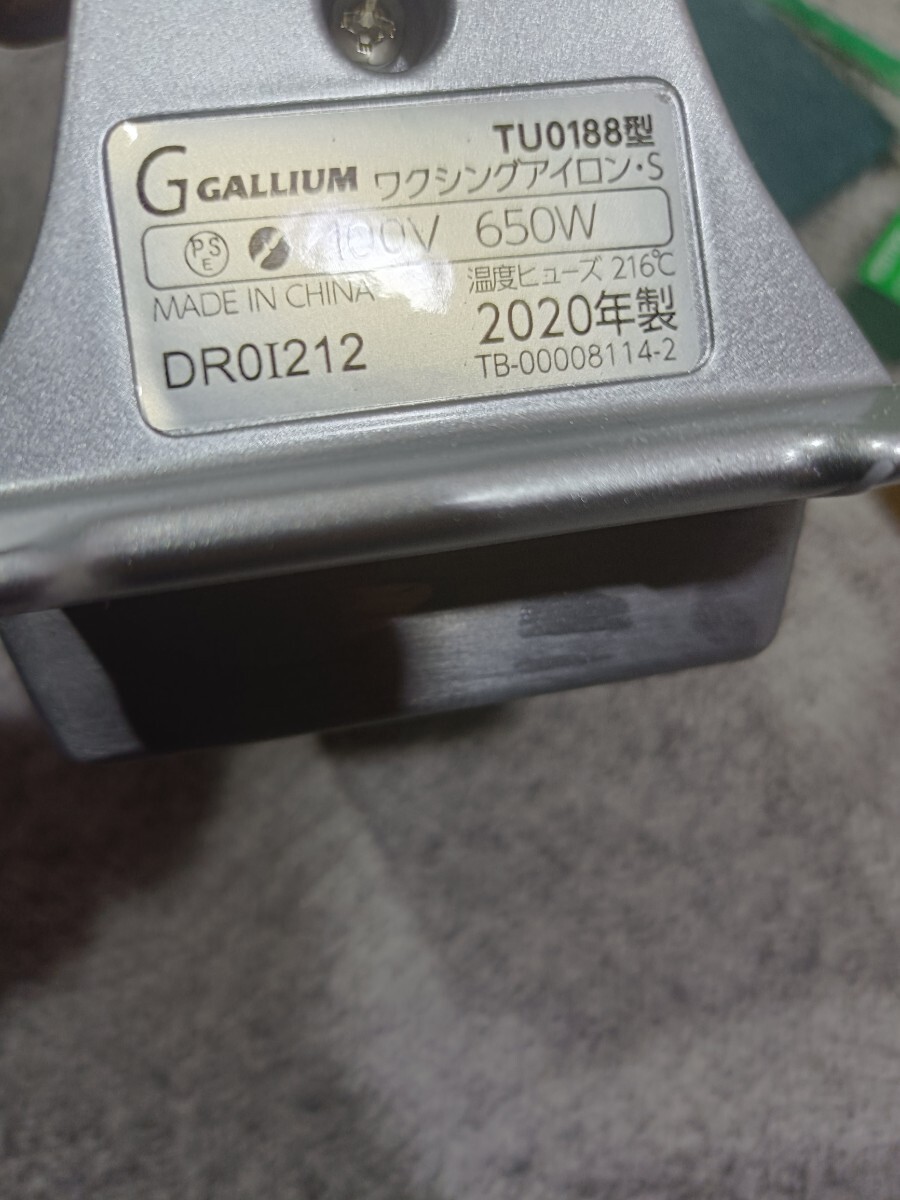 TU0188型
G GALLIUM ワクシングアイロン・S
PSE 100V 650W
温度ヒューズ 216℃
MADE IN CHINA
2020年製
DR0I212
TB-00008114-2